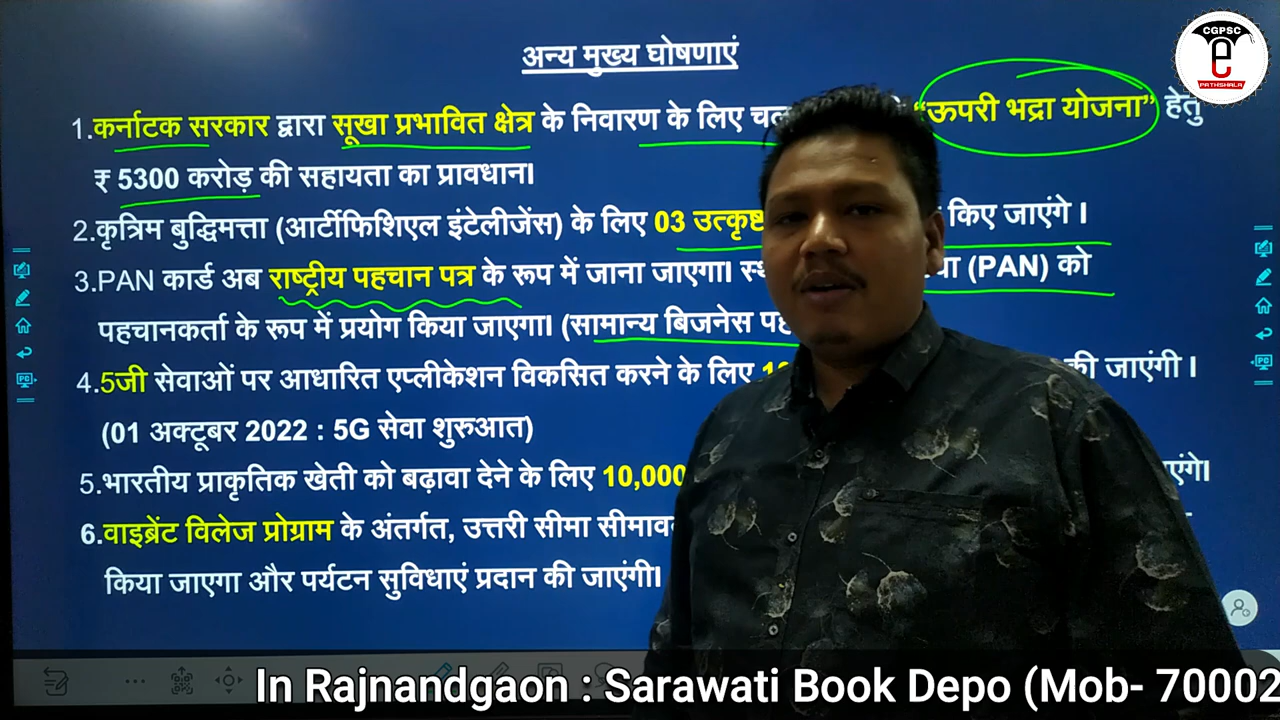 CGPSC
e
PATHSHALA
अन्य मुख्य घोषणाएं
1.कर्नाटक सरकार द्वारा सूखा प्रभावित क्षेत्र के निवारण के लिए “ऊपरी भद्रा योजना” हेतु
₹ 5300 करोड़ की सहायता का प्रावधान।
2.कृत्रिम बुद्धिमत्ता (आर्टीफिशिएल इंटेलीजेंस) के लिए 03 उत्कृष्ट किए जाएंगे ।
3.PAN कार्ड अब राष्ट्रीय पहचान पत्र के रूप में जाना जाएगा। (PAN) को
पहचानकर्ता के रूप में प्रयोग किया जाएगा। (सामान्य बिजनेस
4.5जी सेवाओं पर आधारित एप्लीकेशन विकसित करने के लिए की जाएंगी ।
(01 अक्टूबर 2022 : 5G सेवा शुरुआत)
5.भारतीय प्राकृतिक खेती को बढ़ावा देने के लिए 10,000
6.वाइब्रेंट विलेज प्रोग्राम के अंतर्गत, उत्तरी सीमा
किया जाएगा और पर्यटन सुविधाएं प्रदान की जाएंगी।
In Rajnandgaon : Sarawati Book Depo (Mob- 70002